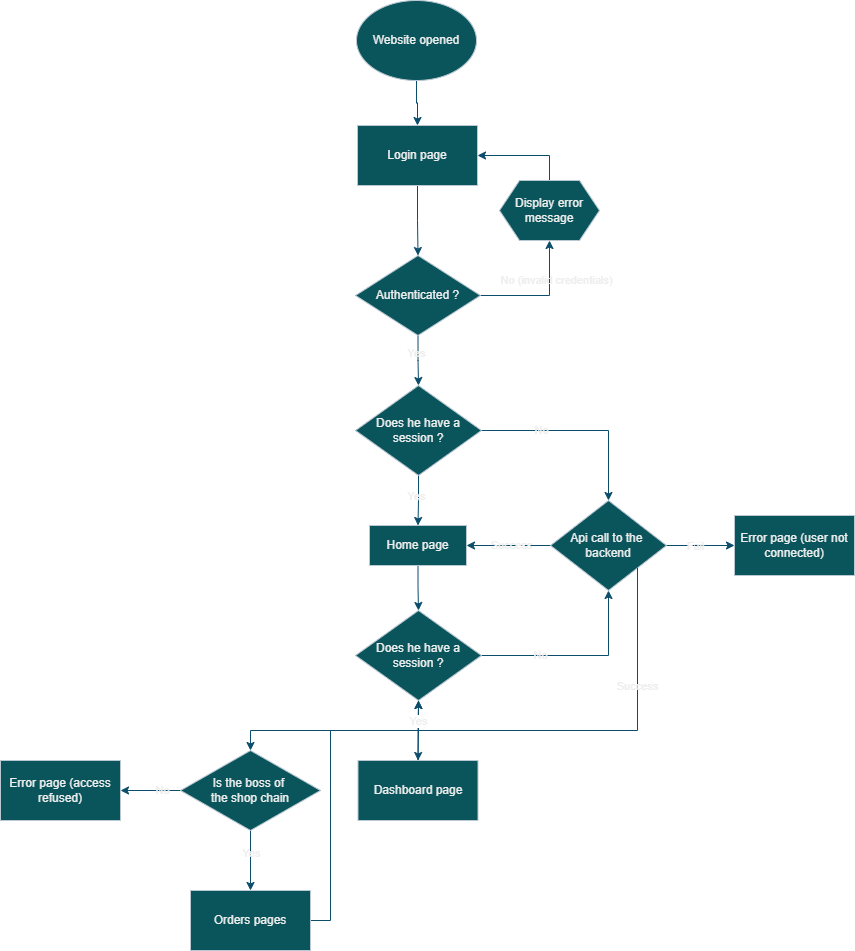 Website opened
Login page
Display error
message
No (invalid credentials)
Authenticated ?
Yes
Does he have a
session ?
No
Yes
Home page
Success
Api call to the
backend
Error page (user not
connected)
Does he have a
session ?
No
Success
Yes
Error page (access
refused)
No
Is the boss of
the shop chain
Dashboard page
Yes
Orders pages